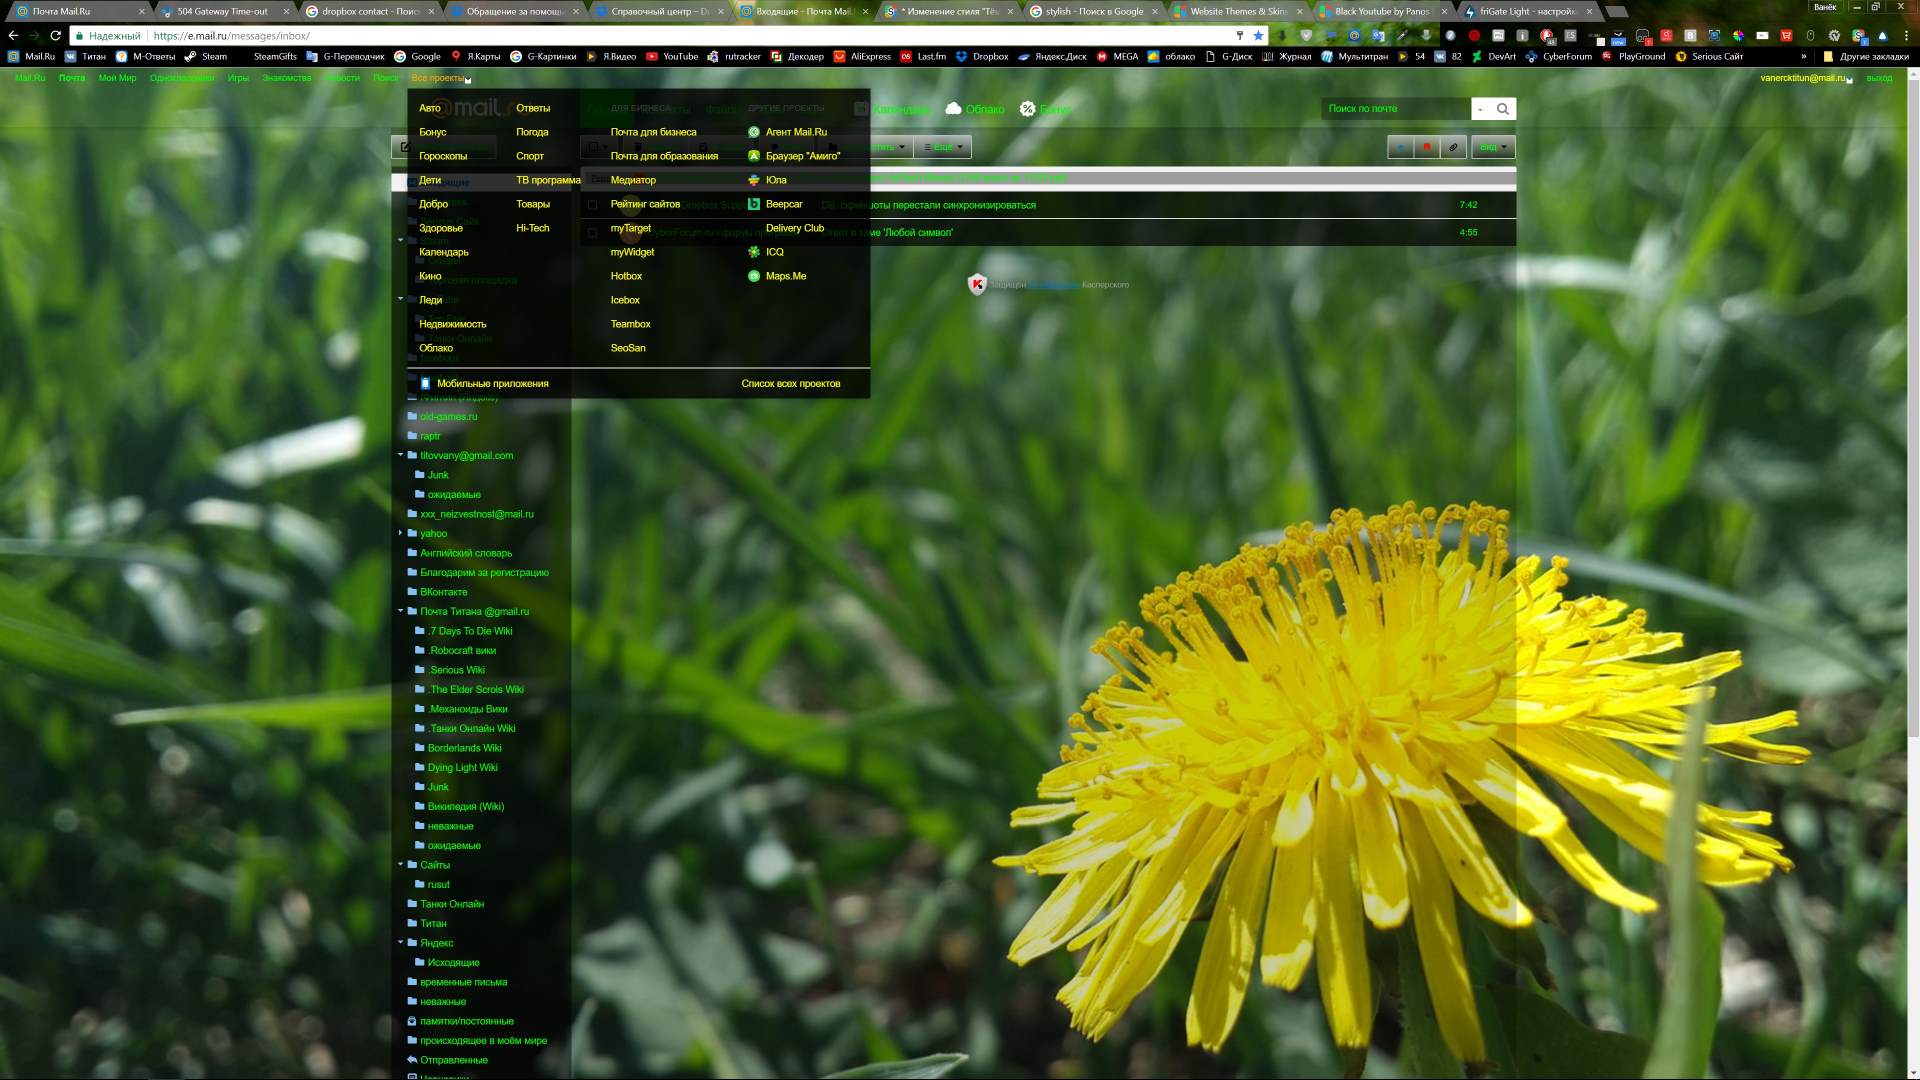 Почта Mail.Ru
504 Gateway Time-out
dropbox contact - Поиск
Обращение за помощью
Справочный центр – D
Входящие - Почта Mail.
* Изменение стиля "Тём
stylish - Поиск в Google
Website Themes & Skins
Black Youtube by Panos
friGate Light - настройк
Ванёк
Надежный
https://e.mail.ru/messages/inbox/
Mail.Ru Титан М-Ответы Steam SteamGifts G-Переводчик Google Я.Карты G-Картинки Я.Видео YouTube rutracker Декодер AliExpress Last.fm Dropbox Яндекс.Диск MEGA облако G-Диск Журнал Мультитран 54 82 DevArt CyberForum PlayGround Serious Сайт » Другие закладки
Mail.Ru Почта Мой Мир Одноклассники Игры Знакомства Новости Поиск Все проекты
vanercktitun@mail.ru выход
Авто Ответы ДЛЯ БИЗНЕСА ДРУГИЕ ПРОЕКТЫ
Календарь Облако
Поиск по почте
Бонус Погода Почта для бизнеса Агент Mail.Ru
Гороскопы Спорт Почта для образования Браузер "Амиго"
Ещё
Вид
Дети ТВ программа Медиатор Юла
Добро Товары Рейтинг сайтов Beepcar
DB: скриншоты перестали синхронизироваться 7:42
Здоровье Hi-Tech myTarget Delivery Club
Ответ в теме 'Любой символ' 4:55
Календарь myWidget ICQ
Кино Hotbox Maps.Me
Защищен Касперского
Леди Icebox
Недвижимость Teambox
Облако SeoSan
Мобильные приложения Список всех проектов
old-games.ru
raptr
titovvany@gmail.com
Junk
ожидаемые
xxx_neizvestnost@mail.ru
yahoo
Английский словарь
Благодарим за регистрацию
ВКонтакте
Почта Титана @gmail.ru
.7 Days To Die Wiki
.Robocraft вики
.Serious Wiki
.The Elder Scrolls Wiki
.Механоиды Вики
.Танки Онлайн Wiki
Borderlands Wiki
Dying Light Wiki
Junk
Википедия (Wiki)
неважные
ожидаемые
Сайты
rusut
Танки Онлайн
Титан
Яндекс
Исходящие
временные письма
неважные
памятки/постоянные
происходящее в моём мире
Отправленные